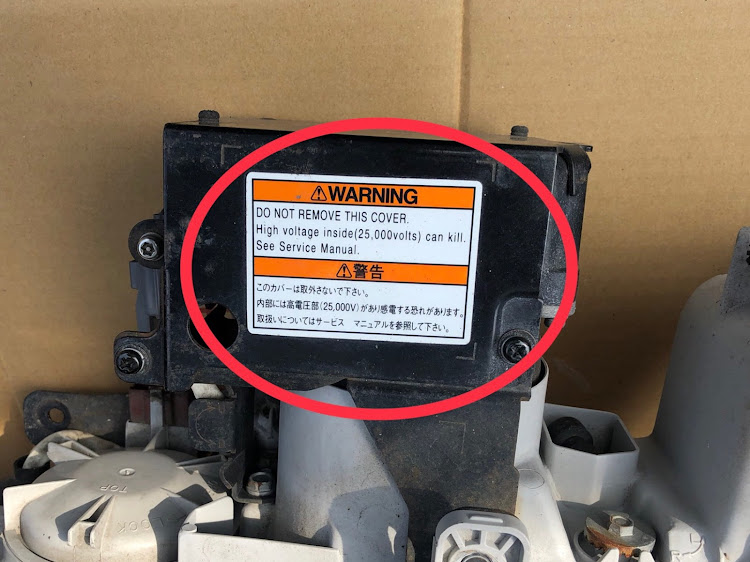 ⚠WARNING
DO NOT REMOVE THIS COVER.
High voltage inside(25,000volts) can kill.
See Service Manual.
⚠警告
このカバーは取外さないで下さい。
内部には高電圧部(25,000V)があり感電する恐れがあります。
取扱いについてはサービス マニュアルを参照して下さい。
TOP
LOCK